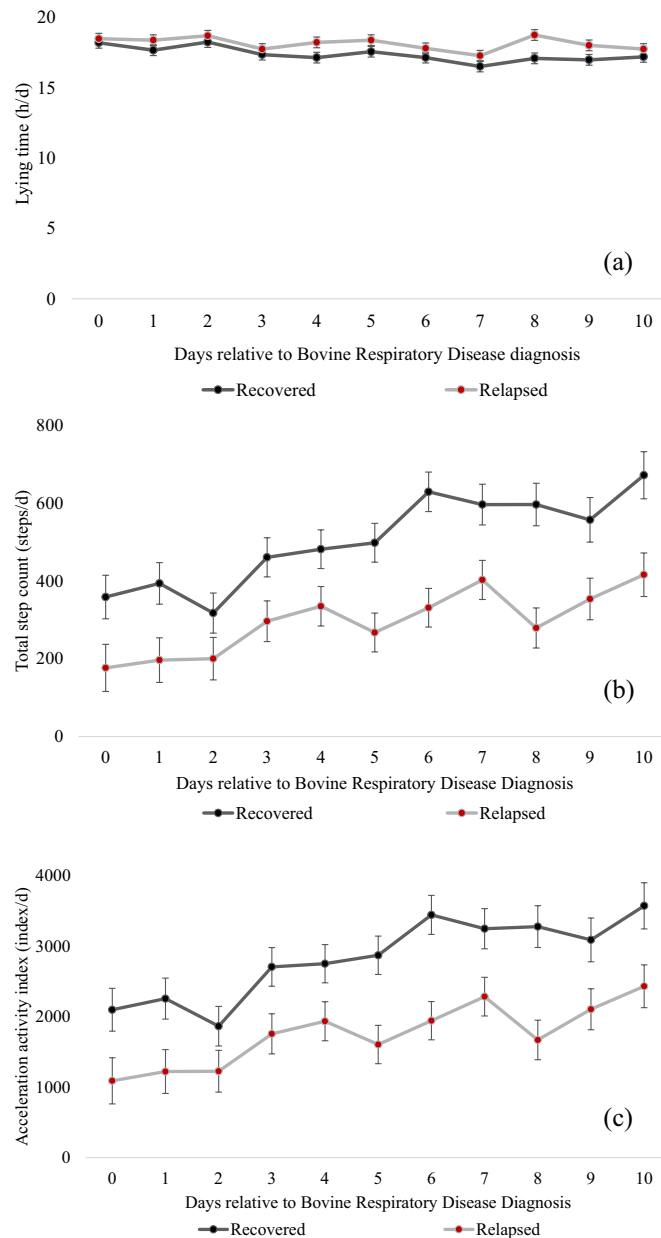 20
15
10
5
0
Lying time (h/d)
(a)
0 1 2 3 4 5 6 7 8 9 10
Days relative to Bovine Respiratory Disease diagnosis
Recovered Relapsed
800
600
400
200
0
Total step count (steps/d)
(b)
0 1 2 3 4 5 6 7 8 9 10
Days relative to Bovine Respiratory Disease Diagnosis
Recovered Relapsed
4000
3000
2000
1000
0
Acceleration activity index (index/d)
(c)
0 1 2 3 4 5 6 7 8 9 10
Days relative to Bovine Respiratory Disease Diagnosis
Recovered Relapsed